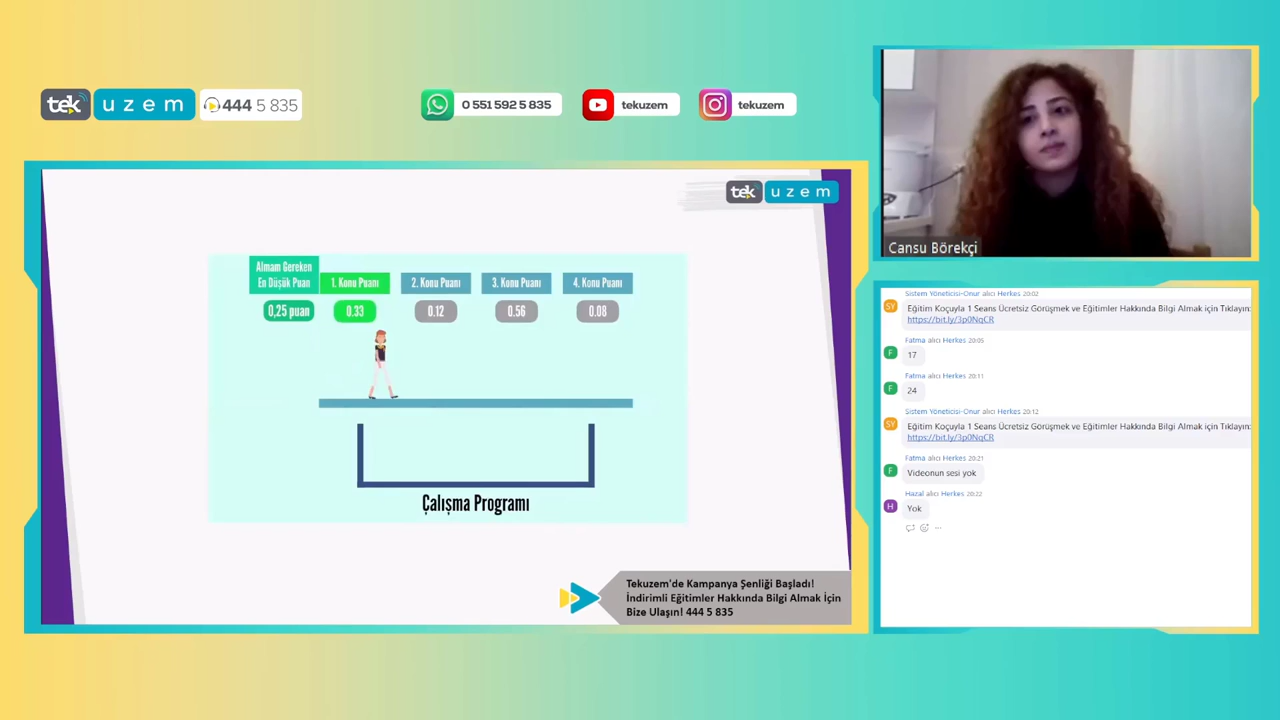 tek uzem 444 5 835
0 551 592 5 835
tekuzem
tekuzem
tek uzem
Almam Gereken
En Düşük Puan
1. Konu Puanı
2. Konu Puanı
3. Konu Puanı
4. Konu Puanı
0,25 puan
0.33
0.12
0.56
0.08
Çalışma Programı
Tekuzem'de Kampanya Şenliği Başladı!
İndirimli Eğitimler Hakkında Bilgi Almak İçin
Bize Ulaşın! 444 5 835
Cansu Börekçi
Sistem Yöneticisi-Onur alıcı Herkes 20:02
SY
Eğitim Koçuyla 1 Seans Ücretsiz Görüşmek ve Eğitimler Hakkında Bilgi Almak için Tıklayın:
https://bit.ly/3p0NqCR
Fatma alıcı Herkes 20:05
F
17
Fatma alıcı Herkes 20:11
F
24
Sistem Yöneticisi-Onur alıcı Herkes 20:12
SY
Eğitim Koçuyla 1 Seans Ücretsiz Görüşmek ve Eğitimler Hakkında Bilgi Almak için Tıklayın:
https://bit.ly/3p0NqCR
Fatma alıcı Herkes 20:21
F
Videonun sesi yok
Hazal alıcı Herkes 20:22
H
Yok